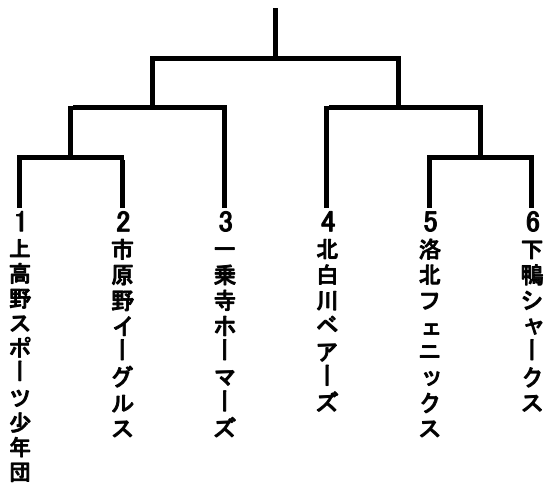 1
上高野スポーツ少年団
2
市原野イーグルス
3
一乗寺ホーマーズ
4
北白川ベアーズ
5
洛北フェニックス
6
下鴨シャークス